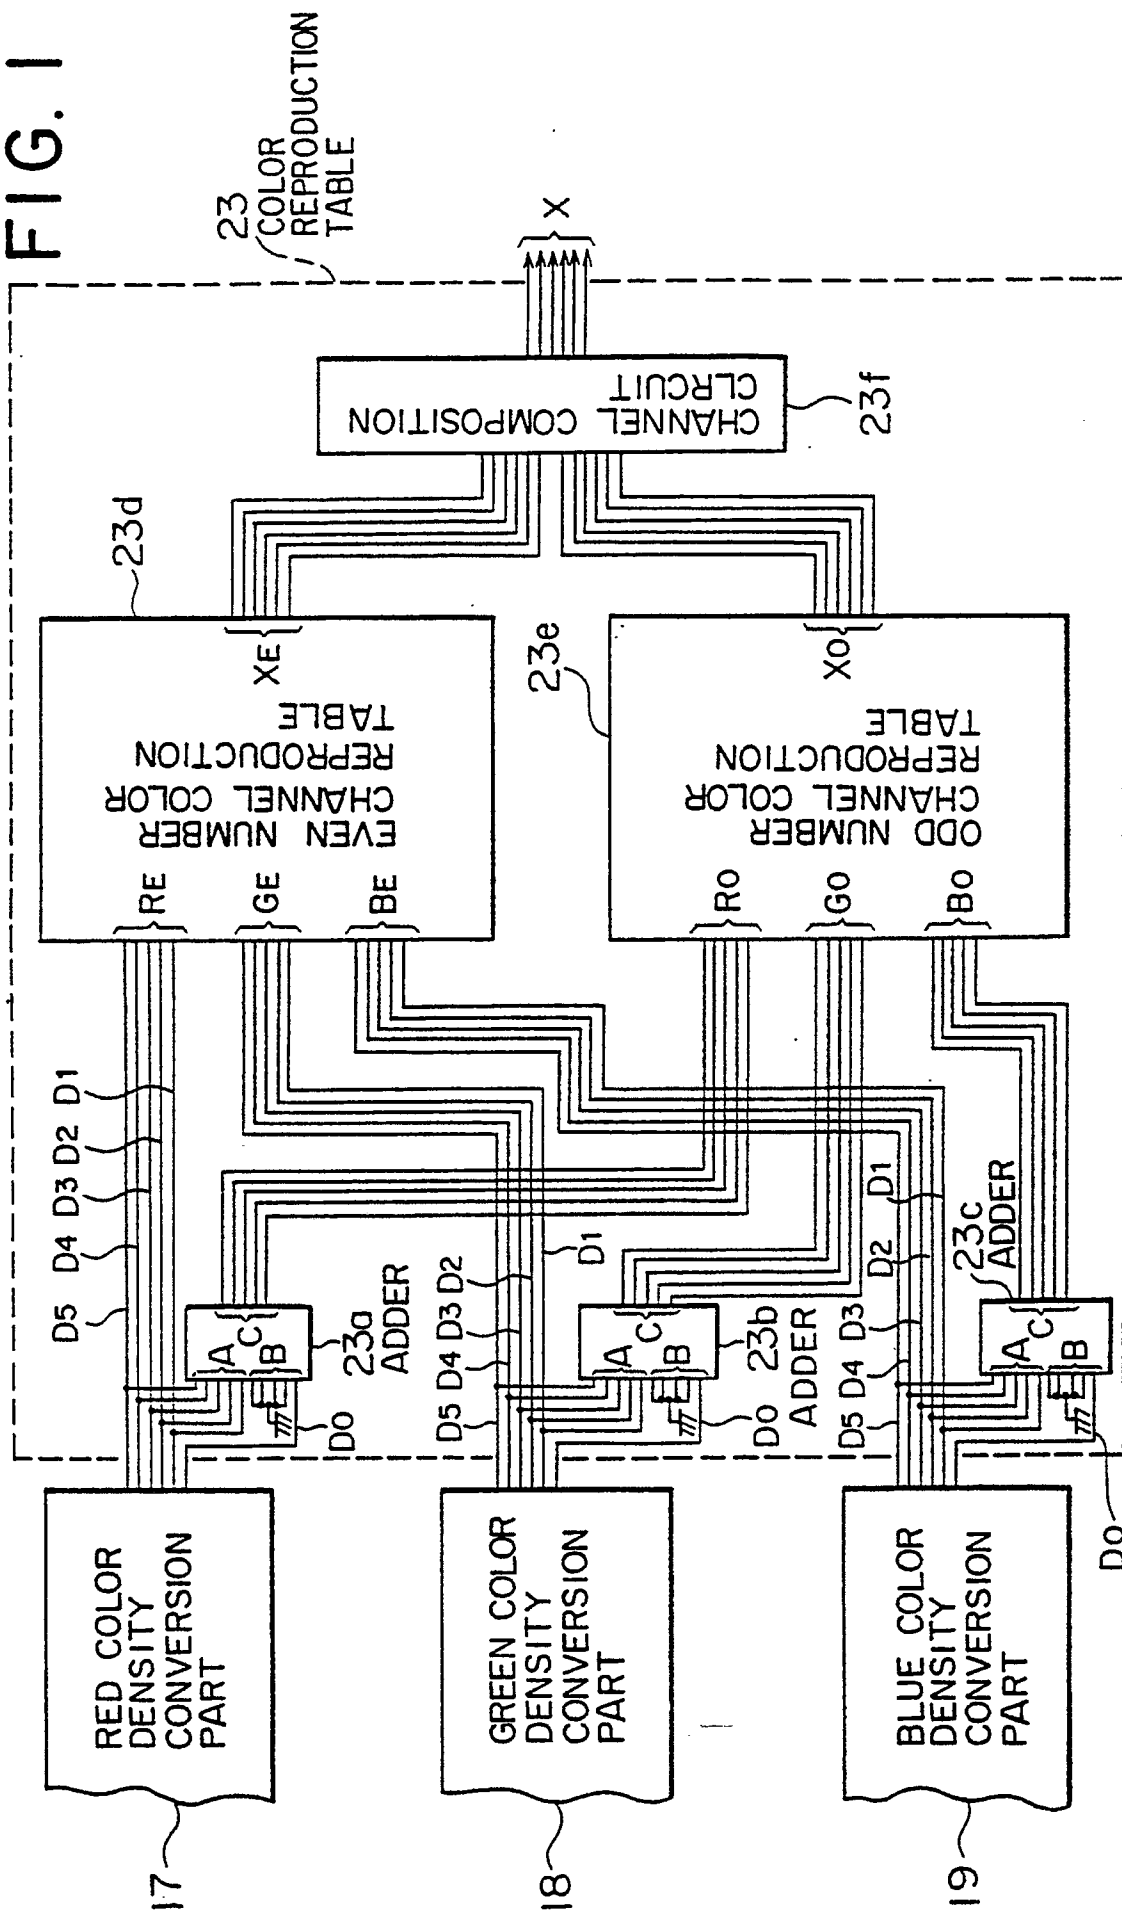 FIG. 1
23
COLOR
REPRODUCTION
TABLE
RED COLOR
DENSITY
CONVERSION
PART
17
GREEN COLOR
DENSITY
CONVERSION
PART
18
BLUE COLOR
DENSITY
CONVERSION
PART
19
D5
D4
D3
D2
D1
D0
A
B
C
23a
ADDER
D5
D4
D3
D2
D1
D0
A
B
C
23b
ADDER
D5
D4
D3
D2
D1
D0
A
B
C
23c
ADDER
RE
GE
BE
EVEN NUMBER
CHANNEL COLOR
REPRODUCTION
TABLE
XE
23d
RO
GO
BO
ODD NUMBER
CHANNEL COLOR
REPRODUCTION
TABLE
XO
23e
CHANNEL COMPOSITION
CLRCUIT
23f
X